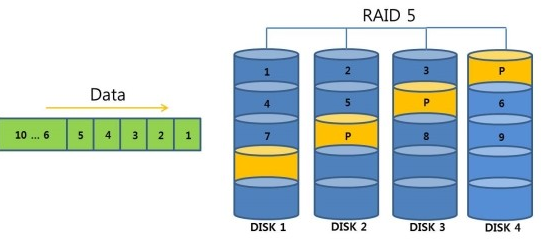 RAID 5
Data
10 ... 6 5 4 3 2 1
1 2 3 P
4 5 P 6
7 P 8 9
DISK 1 DISK 2 DISK 3 DISK 4